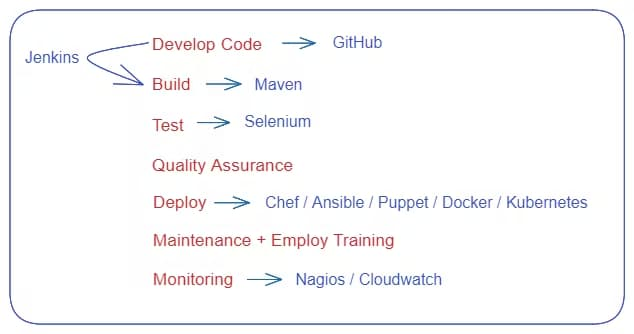 Develop Code → GitHub
Jenkins
Build → Maven
Test → Selenium
Quality Assurance
Deploy → Chef / Ansible / Puppet / Docker / Kubernetes
Maintenance + Employ Training
Monitoring → Nagios / Cloudwatch